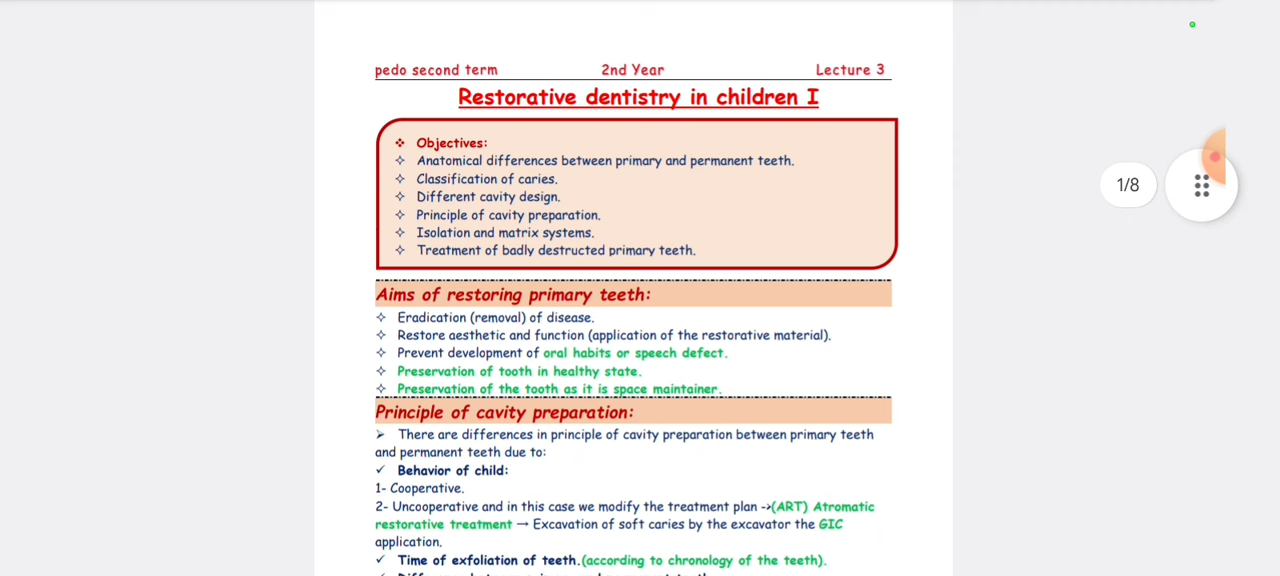 pedo second term 2nd Year Lecture 3
Restorative dentistry in children I
❖ Objectives:
✧ Anatomical differences between primary and permanent teeth.
✧ Classification of caries.
✧ Different cavity design.
✧ Principle of cavity preparation.
✧ Isolation and matrix systems.
✧ Treatment of badly destructed primary teeth.
1/8
Aims of restoring primary teeth:
✧ Eradication (removal) of disease.
✧ Restore aesthetic and function (application of the restorative material).
✧ Prevent development of oral habits or speech defect.
✧ Preservation of tooth in healthy state.
✧ Preservation of the tooth as it is space maintainer.
Principle of cavity preparation:
➢ There are differences in principle of cavity preparation between primary teeth
and permanent teeth due to:
✓ Behavior of child:
1- Cooperative.
2- Uncooperative and in this case we modify the treatment plan ->(ART) Atromatic
restorative treatment → Excavation of soft caries by the excavator the GIC
application.
✓ Time of exfoliation of teeth.(according to chronology of the teeth).